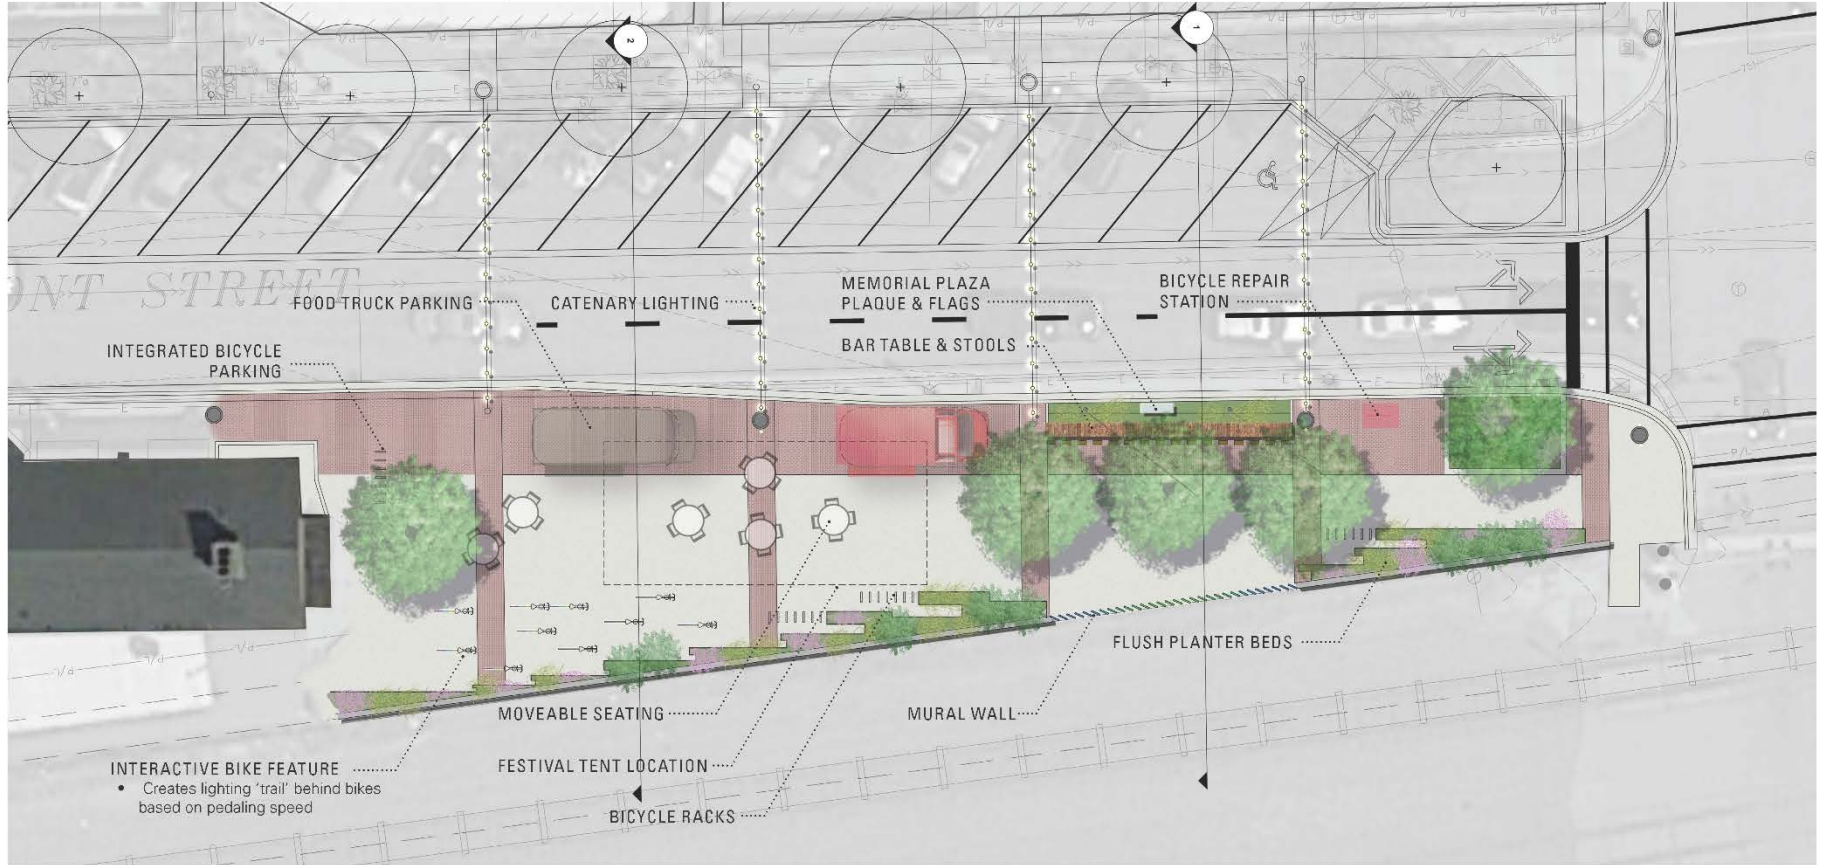 2
1
ONT STREET
FOOD TRUCK PARKING
CATENARY LIGHTING
MEMORIAL PLAZA
PLAQUE & FLAGS
BICYCLE REPAIR
STATION
BAR TABLE & STOOLS
INTEGRATED BICYCLE
PARKING
FLUSH PLANTER BEDS
MOVEABLE SEATING
MURAL WALL
INTERACTIVE BIKE FEATURE
• Creates lighting 'trail' behind bikes
based on pedaling speed
FESTIVAL TENT LOCATION
BICYCLE RACKS